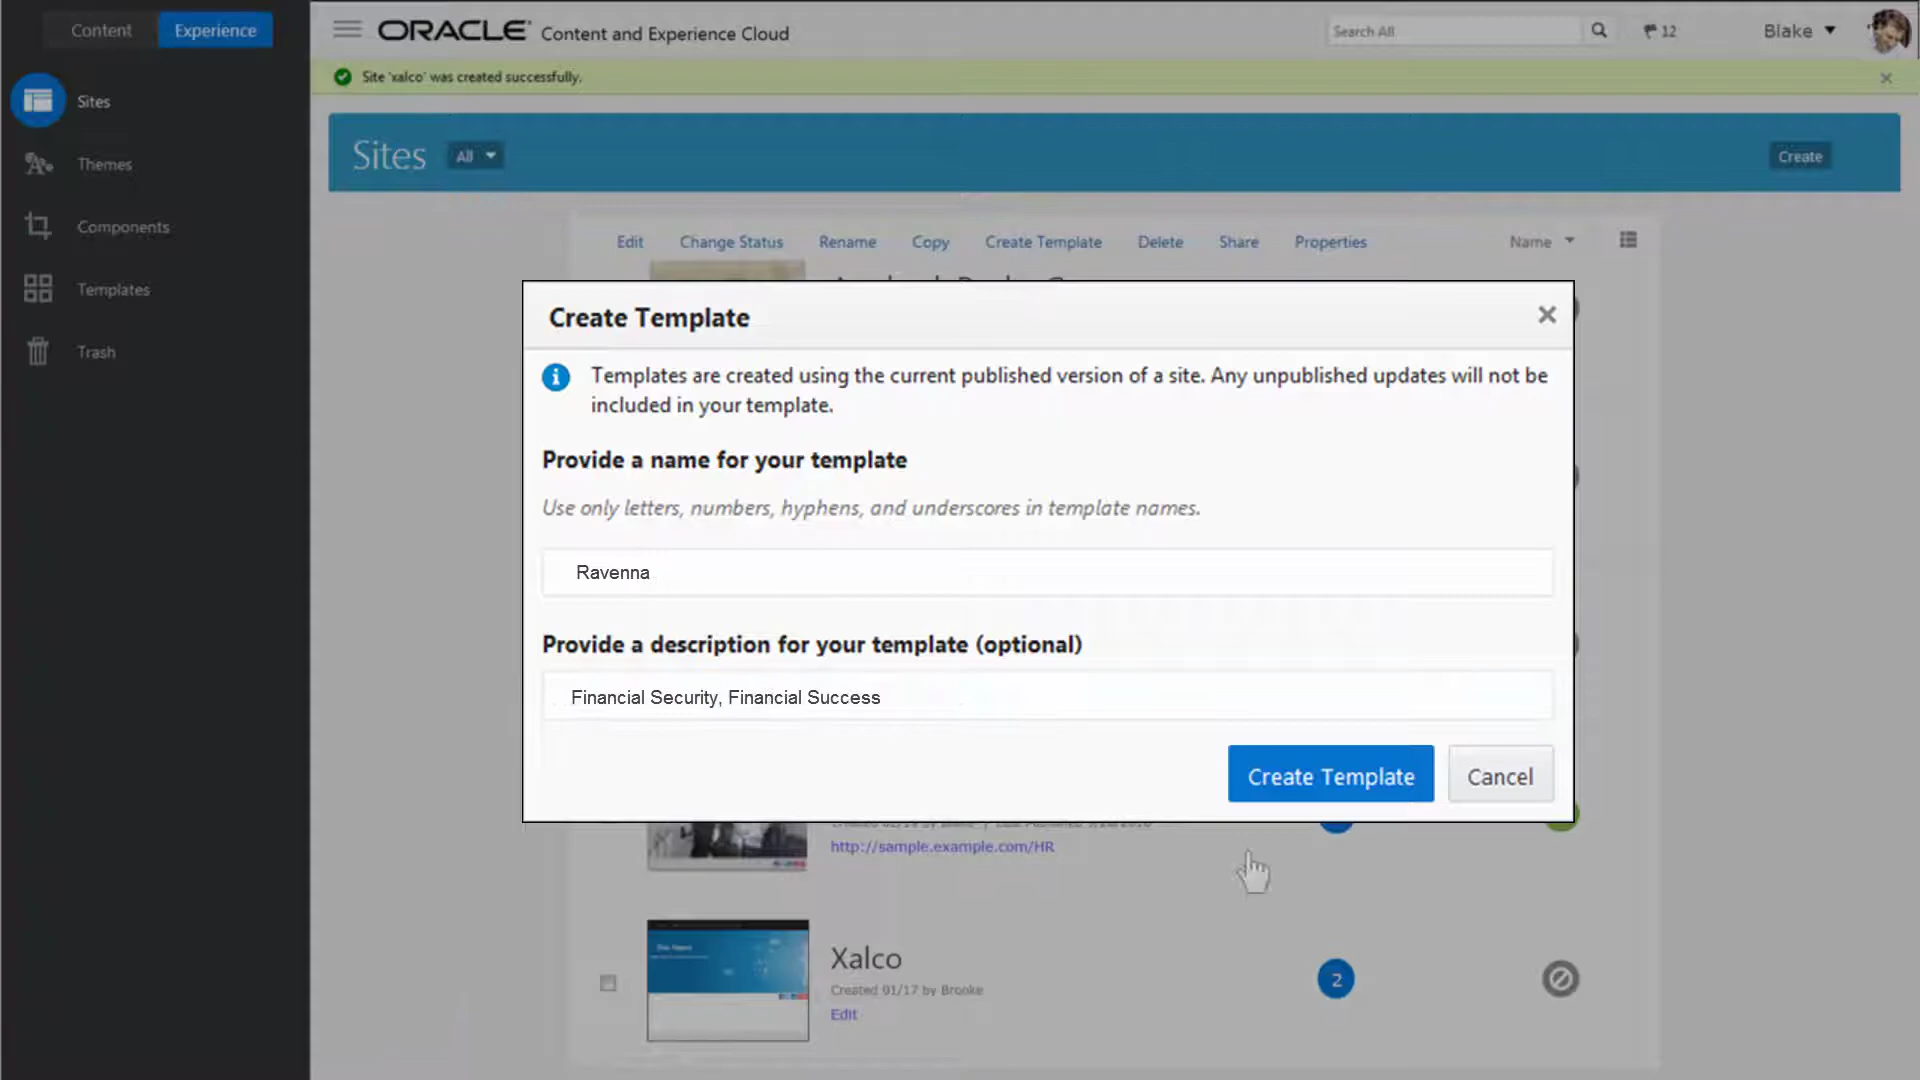 Content
Experience
ORACLE Content and Experience Cloud
Search All
12
Blake
Site 'xalco' was created successfully.
Sites
Themes
Components
Templates
Trash
Sites
All
Create
Edit
Change Status
Rename
Copy
Create Template
Delete
Share
Properties
Name
Create Template
Templates are created using the current published version of a site. Any unpublished updates will not be
included in your template.
Provide a name for your template
Use only letters, numbers, hyphens, and underscores in template names.
Ravenna
Provide a description for your template (optional)
Financial Security, Financial Success
Create Template
Cancel
http://sample.example.com/HR
Xalco
Created 01/17 by Brooke
Edit
2